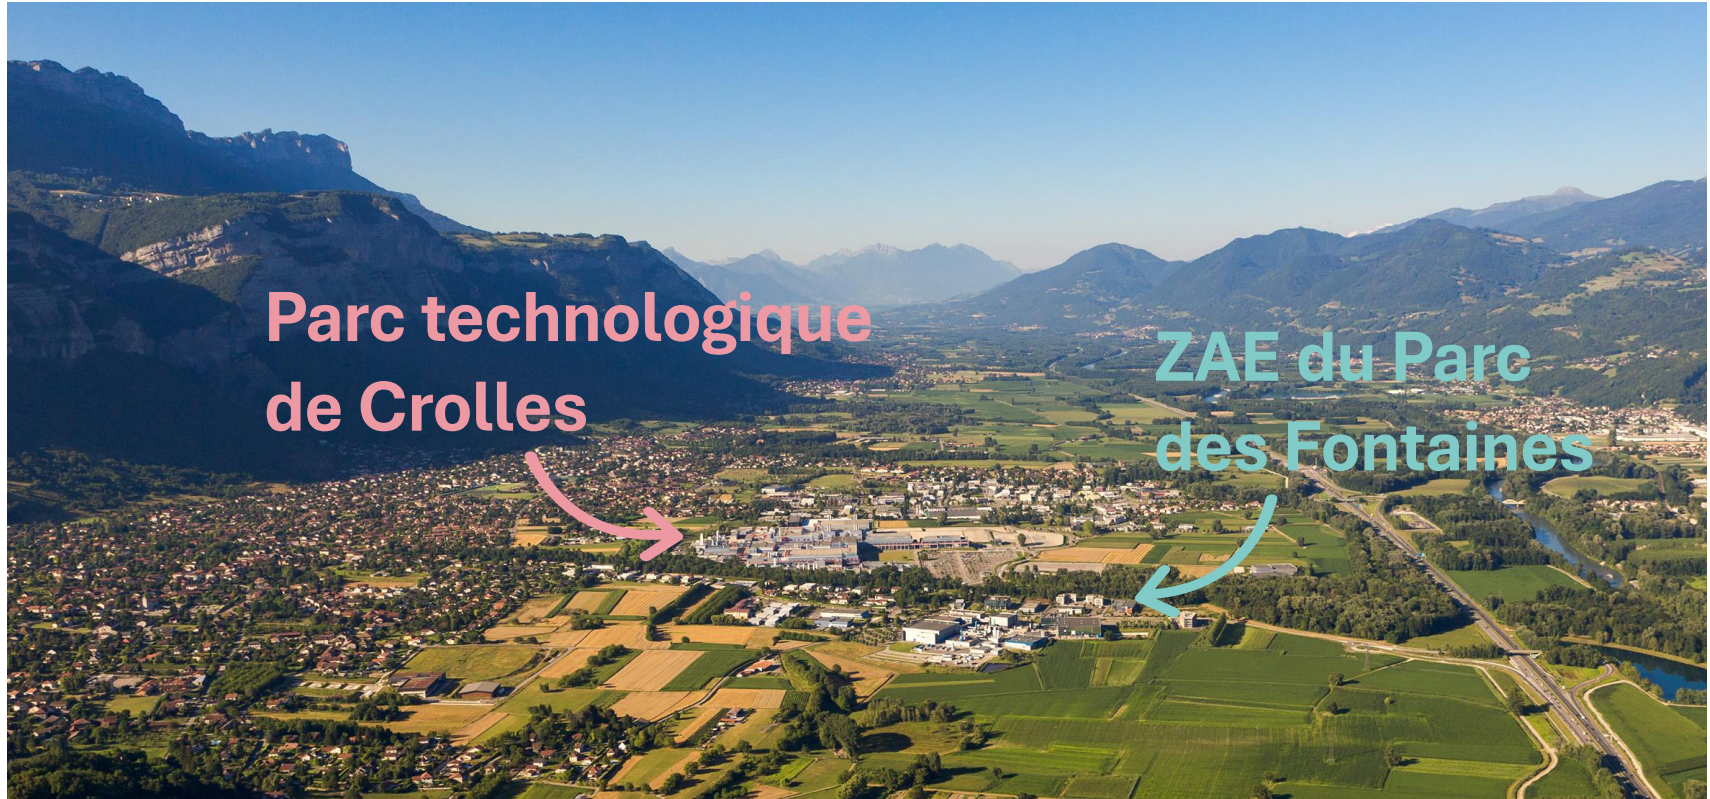 Parc technologique
de Crolles
ZAE du Parc
des Fontaines